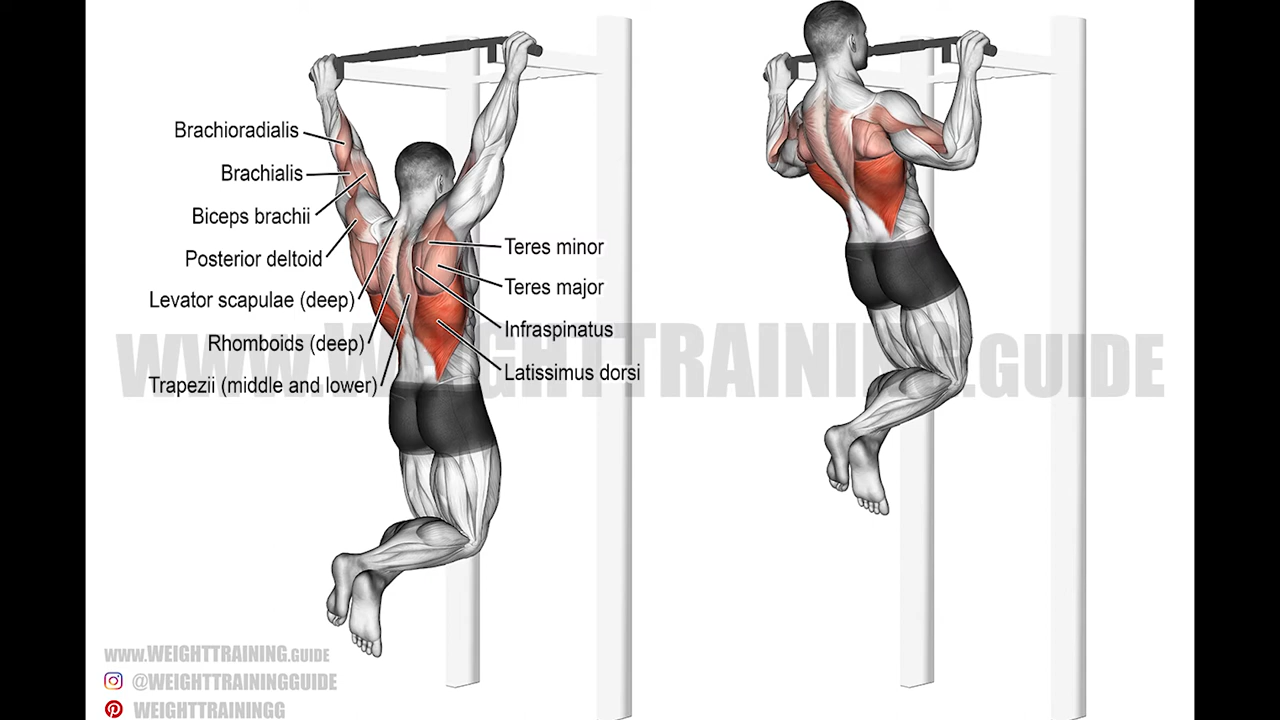 Brachioradialis
Brachialis
Biceps brachii
Posterior deltoid
Levator scapulae (deep)
Rhomboids (deep)
Trapezii (middle and lower)
Teres minor
Teres major
Infraspinatus
Latissimus dorsi
WWW.WEIGHTTRAINING.GUIDE
WWW.WEIGHTTRAINING.GUIDE
@WEIGHTTRAININGGUIDE
WEIGHTTRAININGG